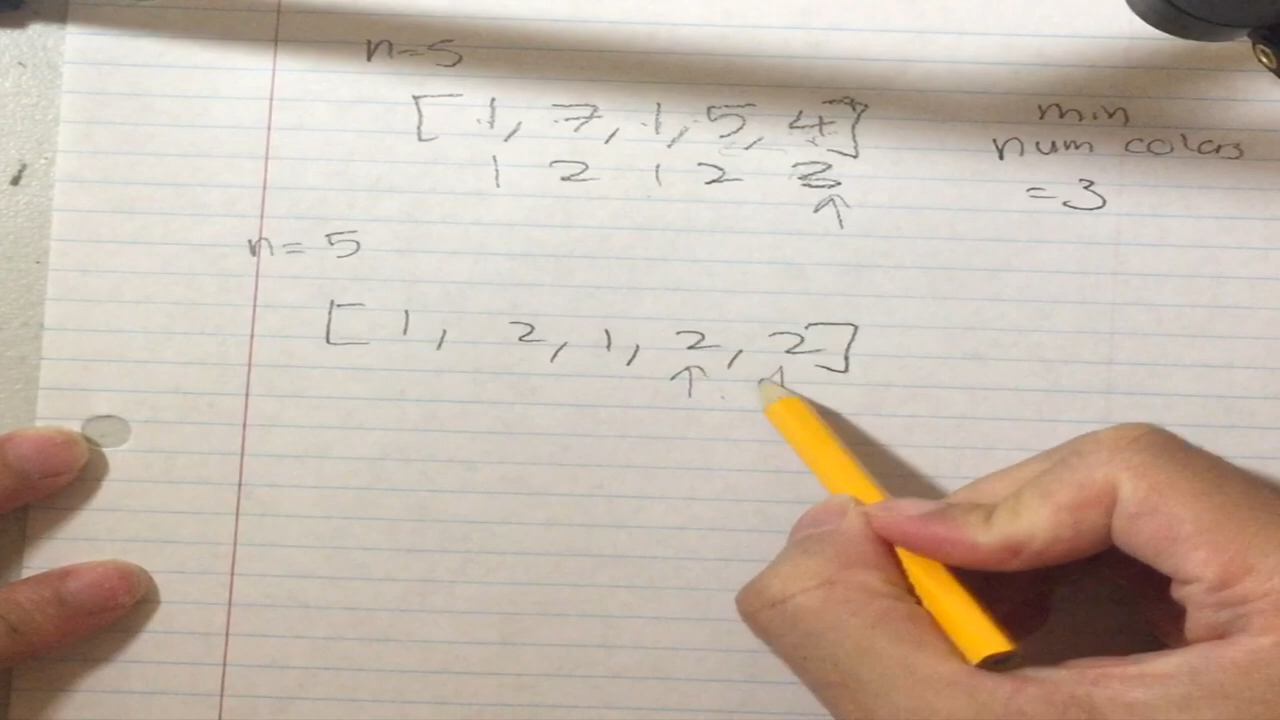 n=5
[1, 7, 1, 5, 4]
1 2 1 2 3
↑
min
num colors
=3
n=5
[1, 2, 1, 2, 2]
↑ ↑